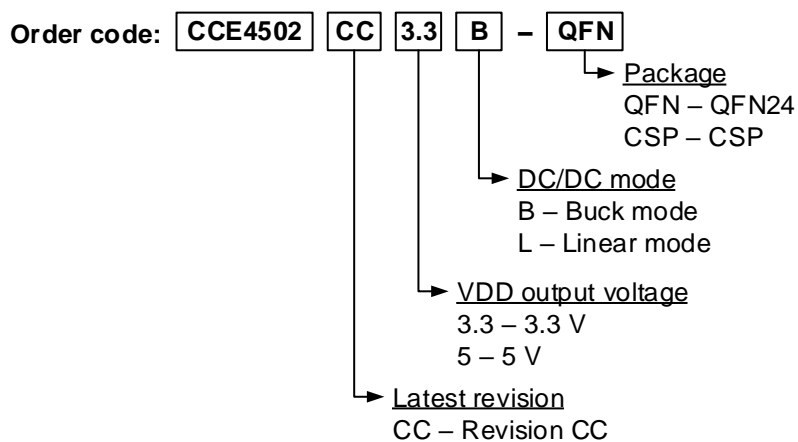 Order code: CCE4502 CC 3.3 B – QFN
Package
QFN – QFN24
CSP – CSP
DC/DC mode
B – Buck mode
L – Linear mode
VDD output voltage
3.3 – 3.3 V
5 – 5 V
Latest revision
CC – Revision CC